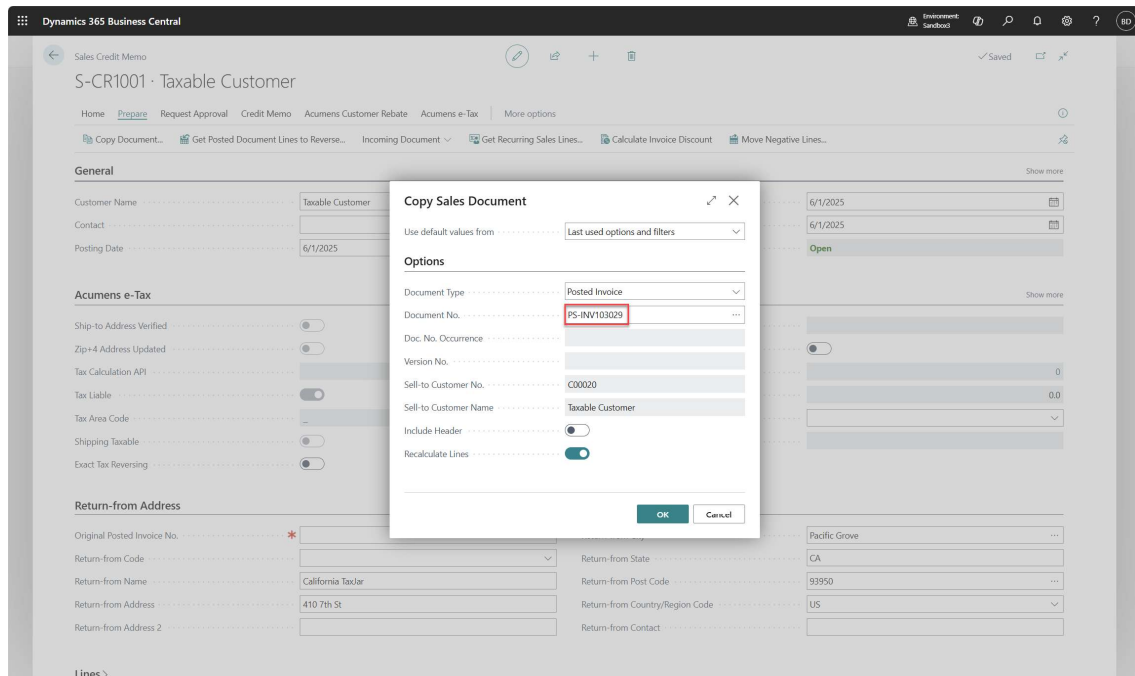 Dynamics 365 Business Central
Environment:
Sandbox3
?
BD
Sales Credit Memo
Saved
S-CR1001 · Taxable Customer
Home Prepare Request Approval Credit Memo Acumens Customer Rebate Acumens e-Tax More options
Copy Document... Get Posted Document Lines to Reverse... Incoming Document Get Recurring Sales Lines... Calculate Invoice Discount Move Negative Lines...
General Show more
Customer Name Taxable Customer 6/1/2025
Contact 6/1/2025
Posting Date 6/1/2025 Open
Acumens e-Tax Show more
Ship-to Address Verified
Zip+4 Address Updated
Tax Calculation API 0
Tax Liable 0.0
Tax Area Code _
Shipping Taxable
Exact Tax Reversing
Return-from Address
Original Posted Invoice No. * Pacific Grove
Return-from Code Return-from State CA
Return-from Name California TaxJar Return-from Post Code 93950
Return-from Address 410 7th St Return-from Country/Region Code US
Return-from Address 2 Return-from Contact
Lines >
Copy Sales Document
Use default values from Last used options and filters
Options
Document Type Posted Invoice
Document No. PS-INV103029
Doc. No. Occurrence
Version No.
Sell-to Customer No. C00020
Sell-to Customer Name Taxable Customer
Include Header
Recalculate Lines
OK Cancel